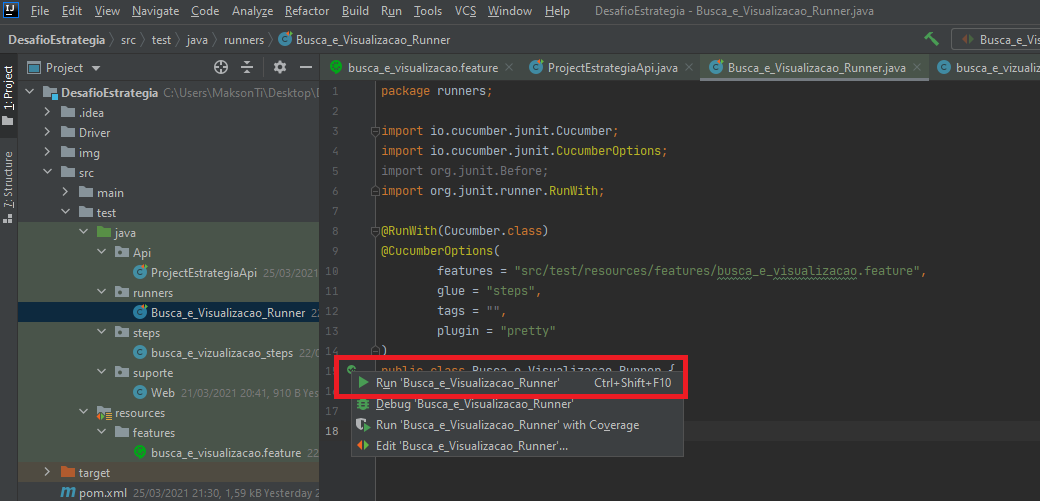 IJ File Edit View Navigate Code Analyze Refactor Build Run Tools VCS Window Help DesafioEstrategia - Busca_e_Visualizacao_Runner.java
DesafioEstrategia src test java runners Busca_e_Visualizacao_Runner Busca_e_Vis
1: Project
7: Structure
Project
busca_e_visualizacao.feature ProjectEstrategiaApi.java Busca_e_Visualizacao_Runner.java busca_e_vizualiz
DesafioEstrategia C:\Users\MaksonTi\Desktop\D
.idea
Driver
img
src
main
test
java
Api
ProjectEstrategiaApi 25/03/2021
runners
Busca_e_Visualizacao_Runner 22
steps
busca_e_vizualizacao_steps 22/0
suporte
Web 21/03/2021 20:41, 910 B Yest
resources
features
busca_e_visualizacao.feature 22
target
pom.xml 25/03/2021 21:30, 1,59 kB Yesterday 2
1 package runners;
2
3 import io.cucumber.junit.Cucumber;
4 import io.cucumber.junit.CucumberOptions;
5 import org.junit.Before;
6 import org.junit.runner.RunWith;
7
8 @RunWith(Cucumber.class)
9 @CucumberOptions(
10 features = "src/test/resources/features/busca_e_visualizacao.feature",
11 glue = "steps",
12 tags = "",
13 plugin = "pretty"
14 )
15 public class Busca_e_Visualizacao_Runner {
16
17
18
Run 'Busca_e_Visualizacao_Runner' Ctrl+Shift+F10
Debug 'Busca_e_Visualizacao_Runner'
Run 'Busca_e_Visualizacao_Runner' with Coverage
Edit 'Busca_e_Visualizacao_Runner'...